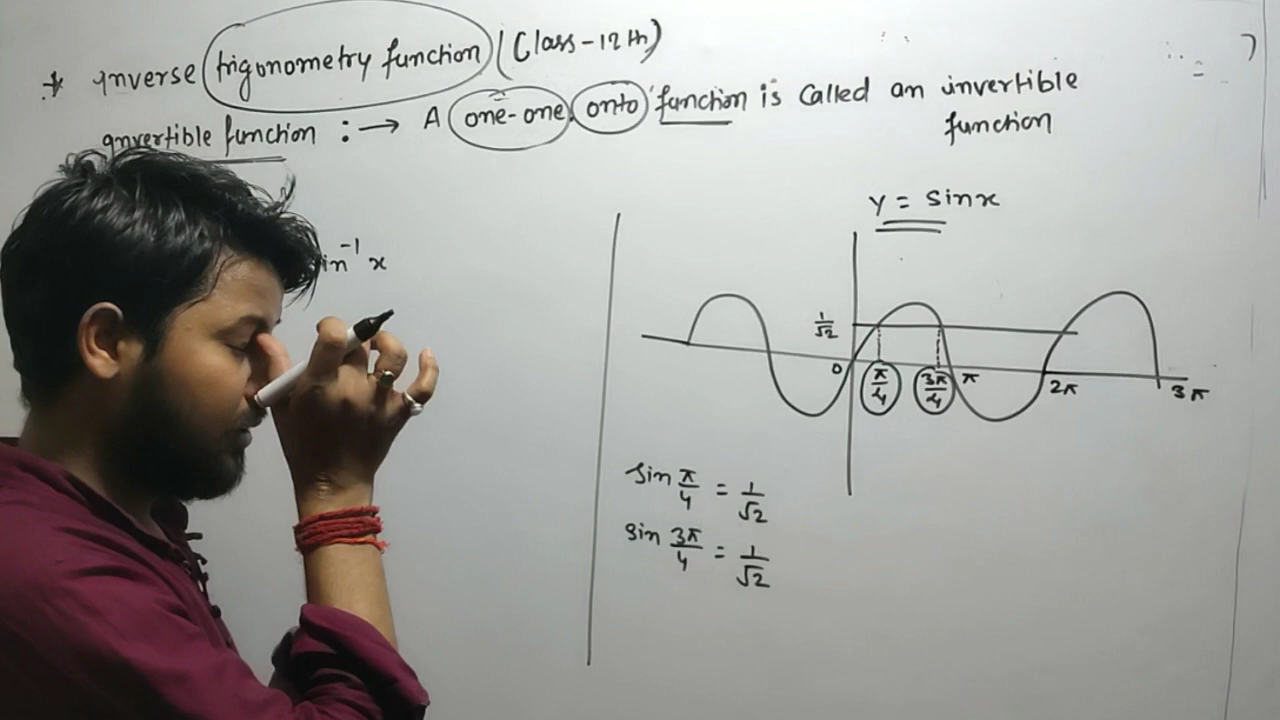 * Inverse trigonometry function (Class-12th)
Invertible function :→ A one-one, onto function is called an invertible
function
in⁻¹ x
y = sinx
1/√2
0 π/4 3π/4 π 2π 3π
sin π/4 = 1/√2
sin 3π/4 = 1/√2